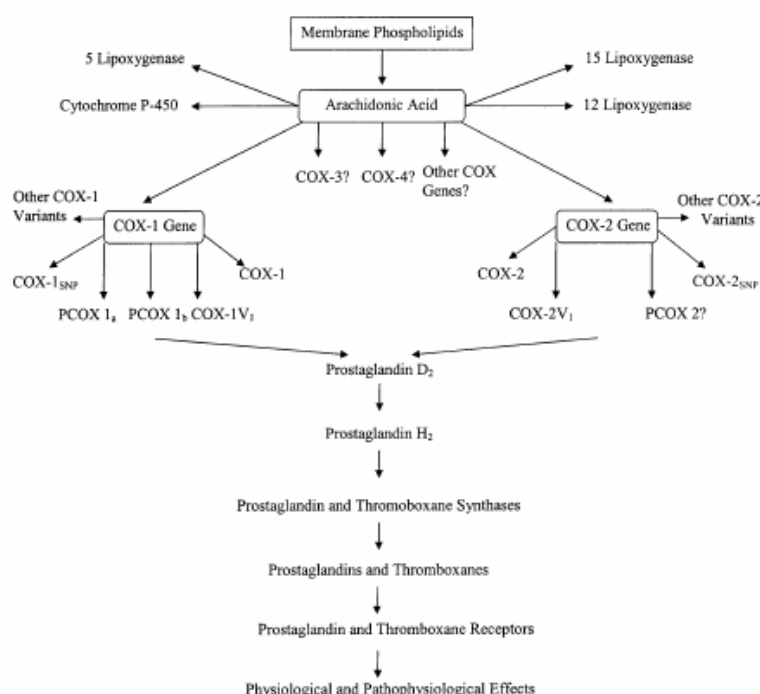 Membrane Phospholipids
5 Lipoxygenase
15 Lipoxygenase
Cytochrome P-450
Arachidonic Acid
12 Lipoxygenase
COX-3?
COX-4?
Other COX
Genes?
Other COX-1
Variants
COX-1 Gene
COX-2 Gene
Other COX-2
Variants
COX-1SNP
COX-1
COX-2
COX-2SNP
PCOX 1a
PCOX 1b
COX-1V1
COX-2V1
PCOX 2?
Prostaglandin D2
Prostaglandin H2
Prostaglandin and Thromoboxane Synthases
Prostaglandins and Thromboxanes
Prostaglandin and Thromboxane Receptors
Physiological and Pathophysiological Effects